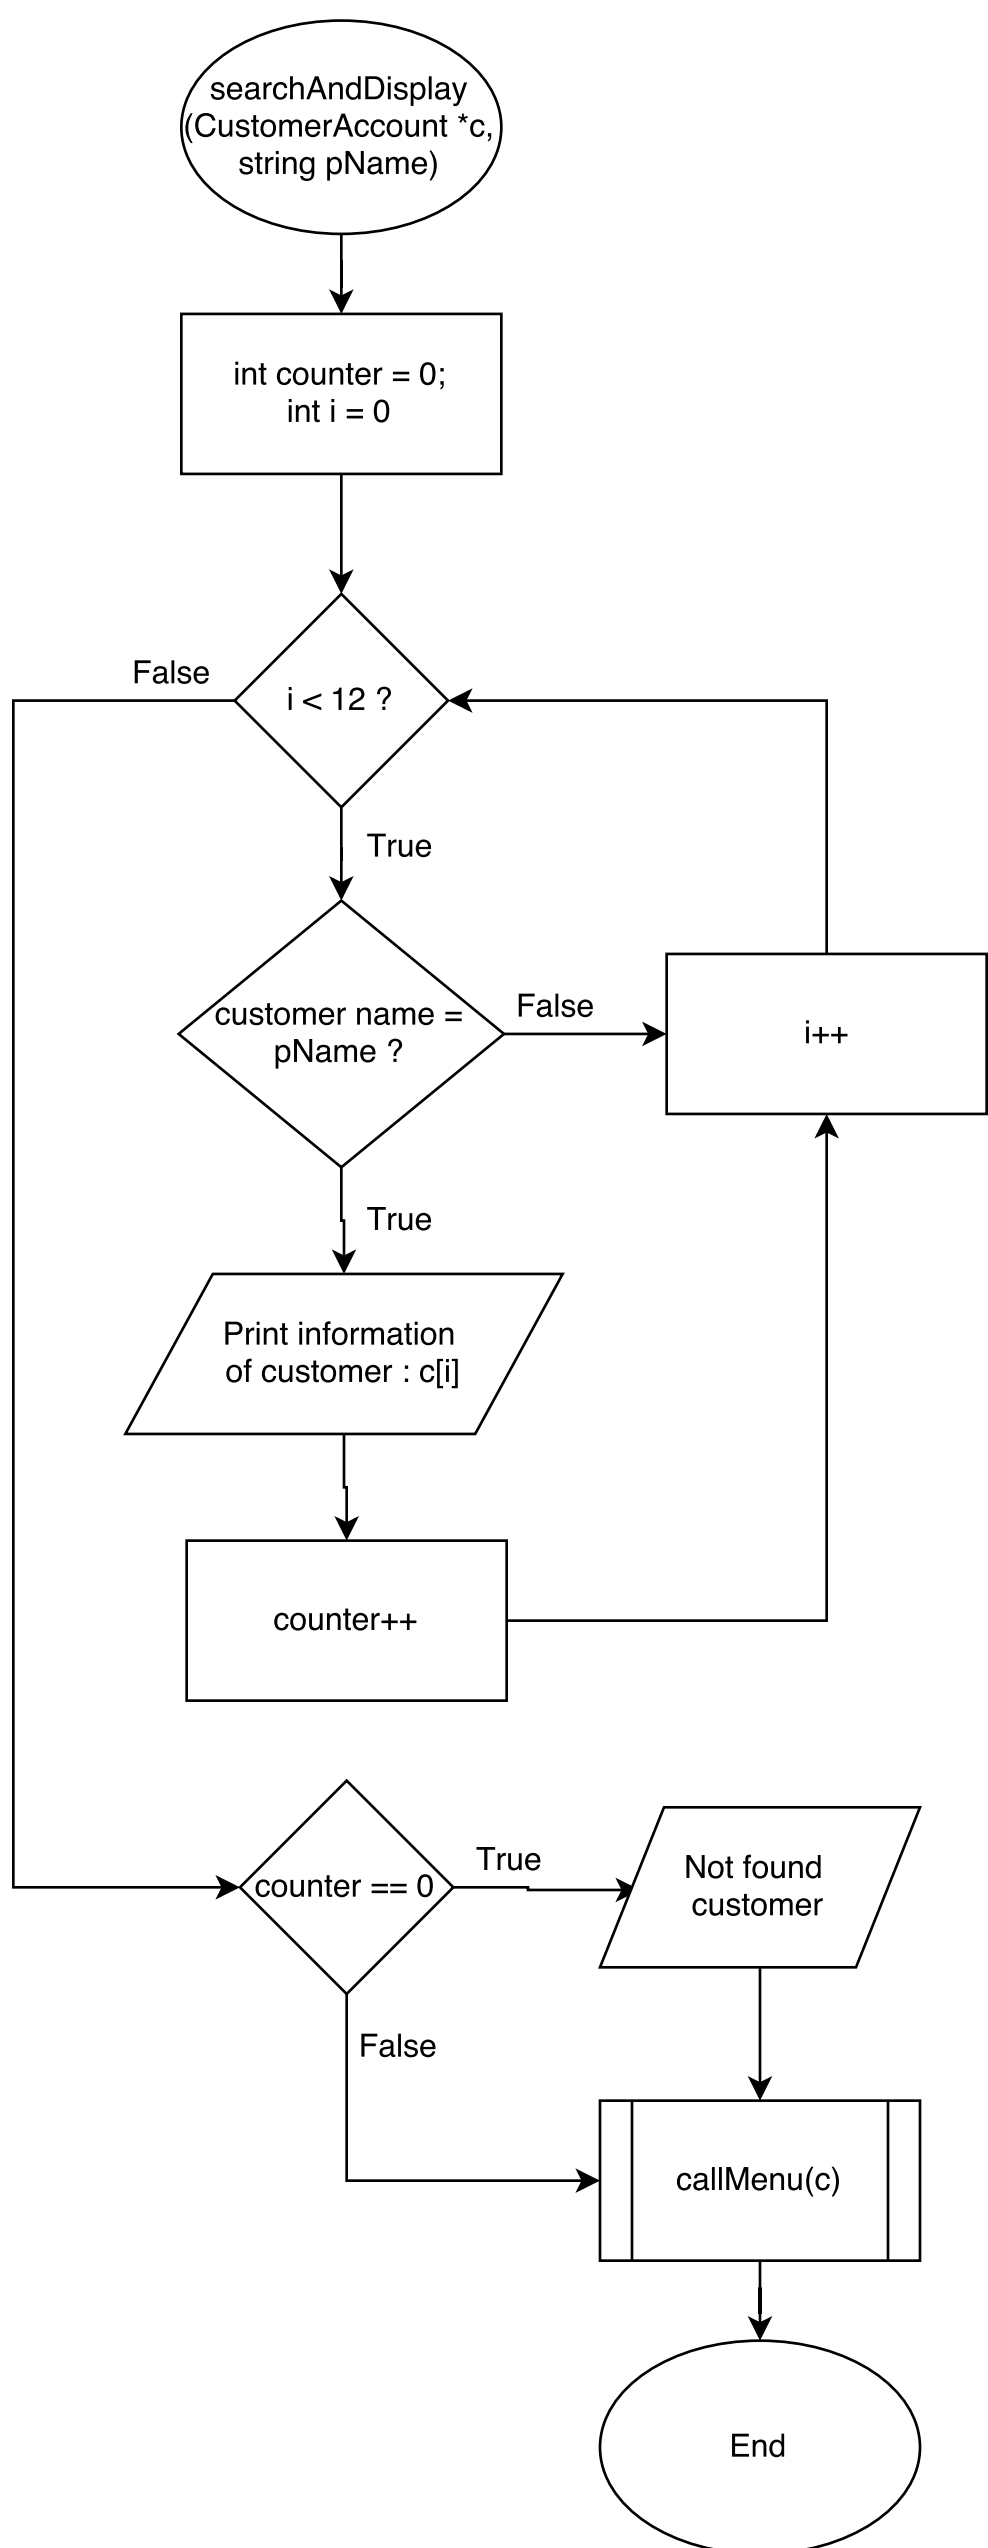 searchAndDisplay
(CustomerAccount *c,
string pName)
int counter = 0;
int i = 0
False
i < 12 ?
True
customer name =
pName ?
False
i++
True
Print information
of customer : c[i]
counter++
counter == 0
True
Not found
customer
False
callMenu(c)
End